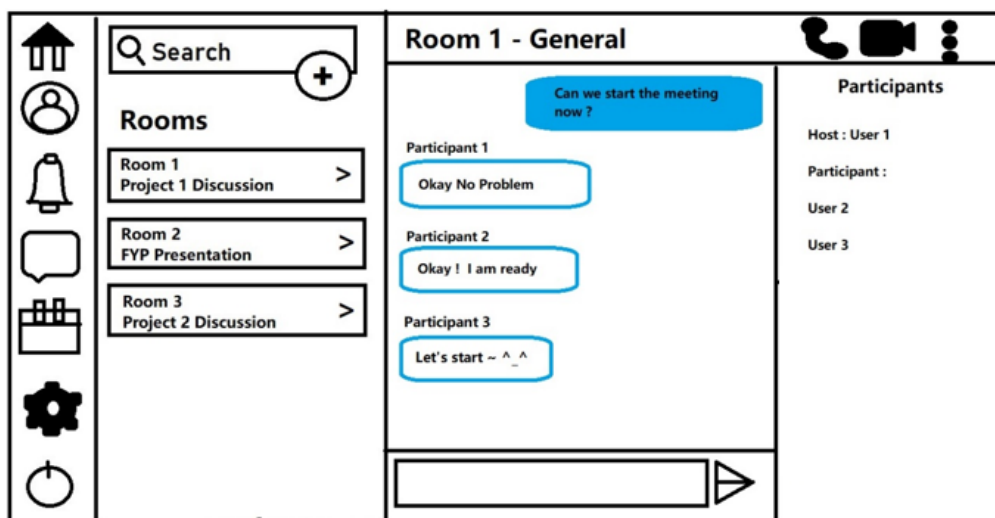 Search
+
Rooms
Room 1
Project 1 Discussion
>
Room 2
FYP Presentation
>
Room 3
Project 2 Discussion
>
Room 1 - General
Can we start the meeting
now ?
Participant 1
Okay No Problem
Participant 2
Okay ! I am ready
Participant 3
Let's start ~ ^_^
Participants
Host : User 1
Participant :
User 2
User 3